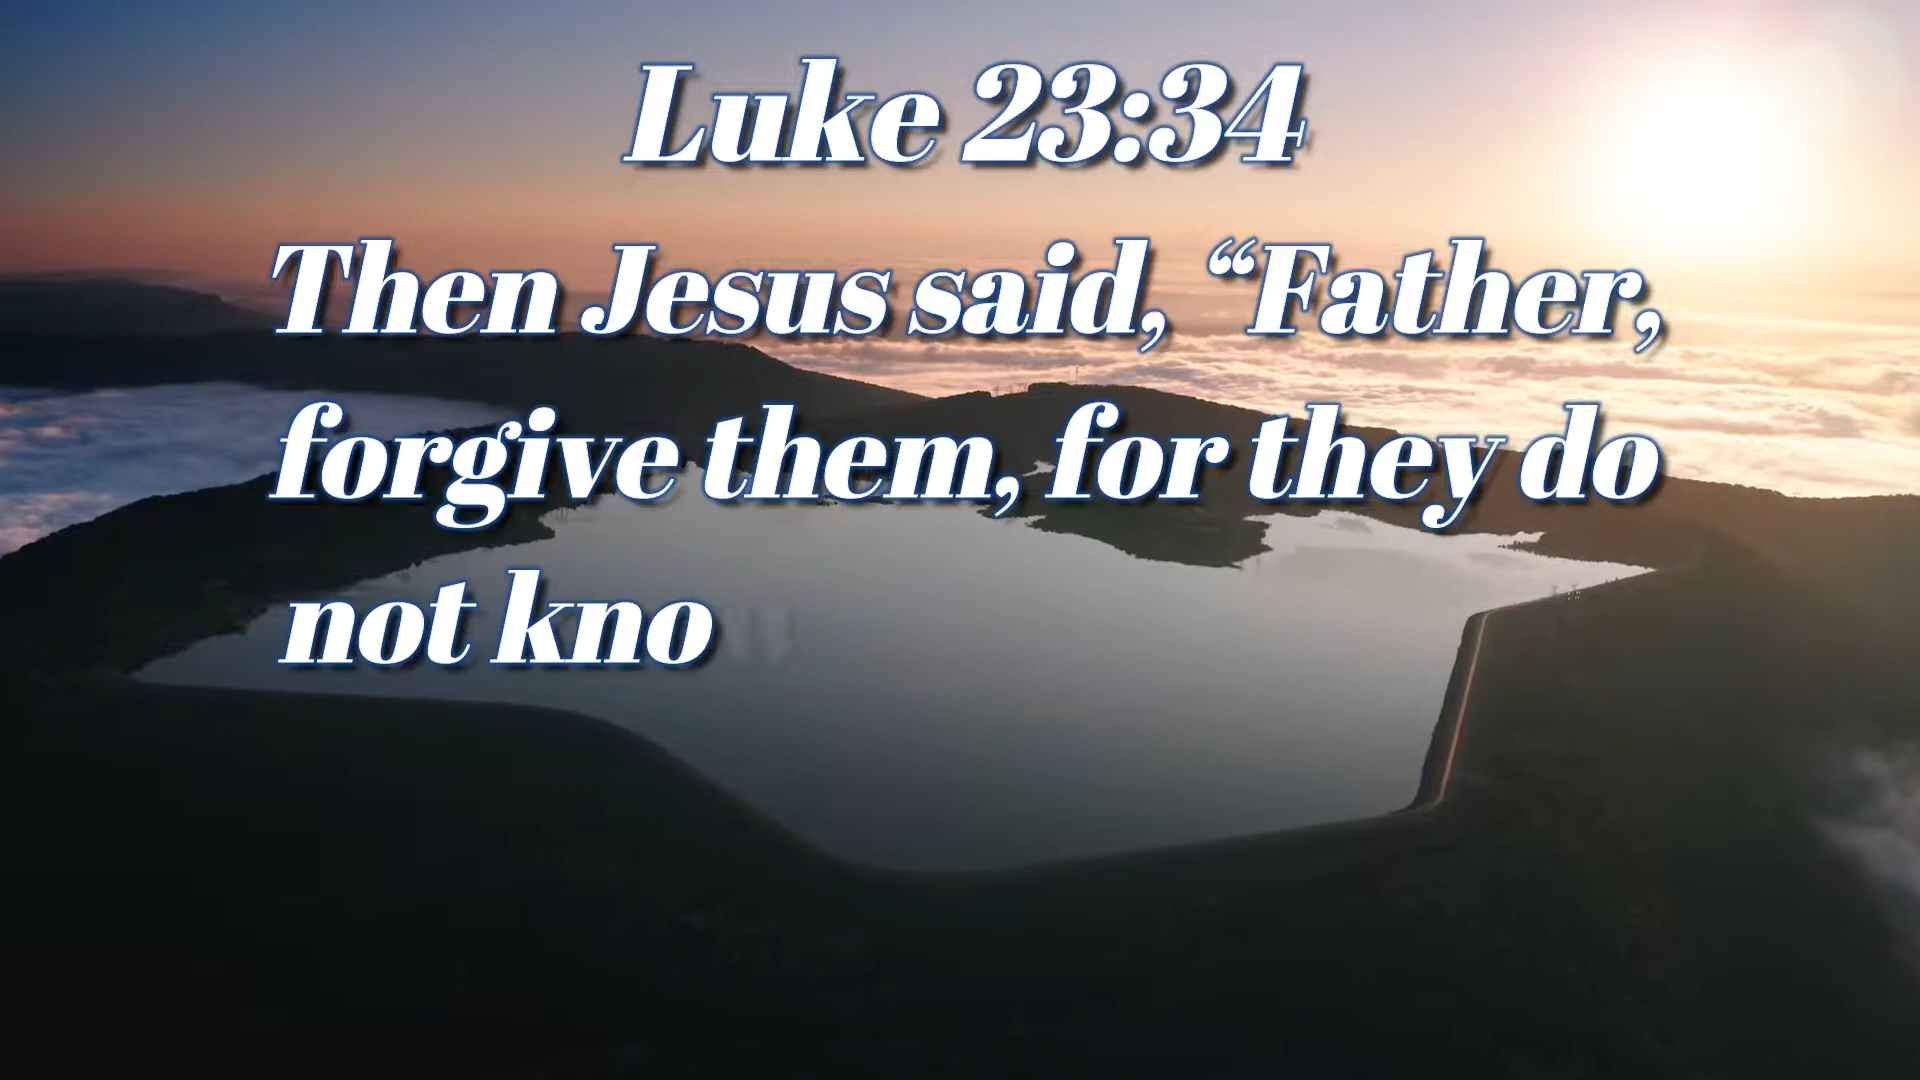 Luke 23:34
Then Jesus said, “Father,
forgive them, for they do
not kno